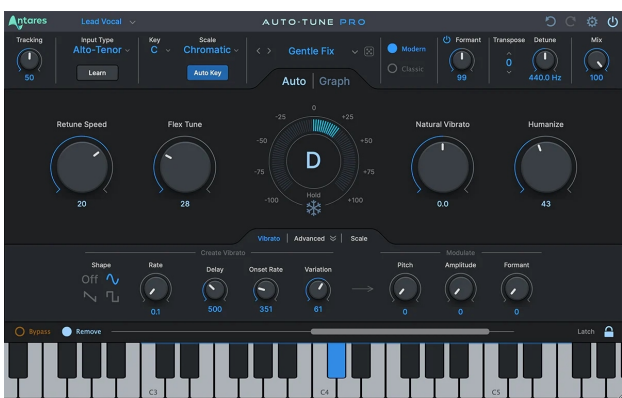 Antares
Lead Vocal
AUTO-TUNE PRO
Tracking
50
Input Type
Alto-Tenor
Learn
Key
C
Scale
Chromatic
Auto Key
Gentle Fix
Modern
Classic
Formant
99
Transpose
0
Detune
440.0 Hz
Mix
100
Auto | Graph
Retune Speed
20
Flex Tune
28
-100
-75
-50
-25
0
+25
+50
+75
+100
D
Hold
Natural Vibrato
0.0
Humanize
43
Vibrato | Advanced | Scale
Create Vibrato
Shape
Off
Rate
0.1
Delay
500
Onset Rate
351
Variation
61
Modulate
Pitch
0
Amplitude
0
Formant
0
Bypass
Remove
Latch
C3
C4
C5